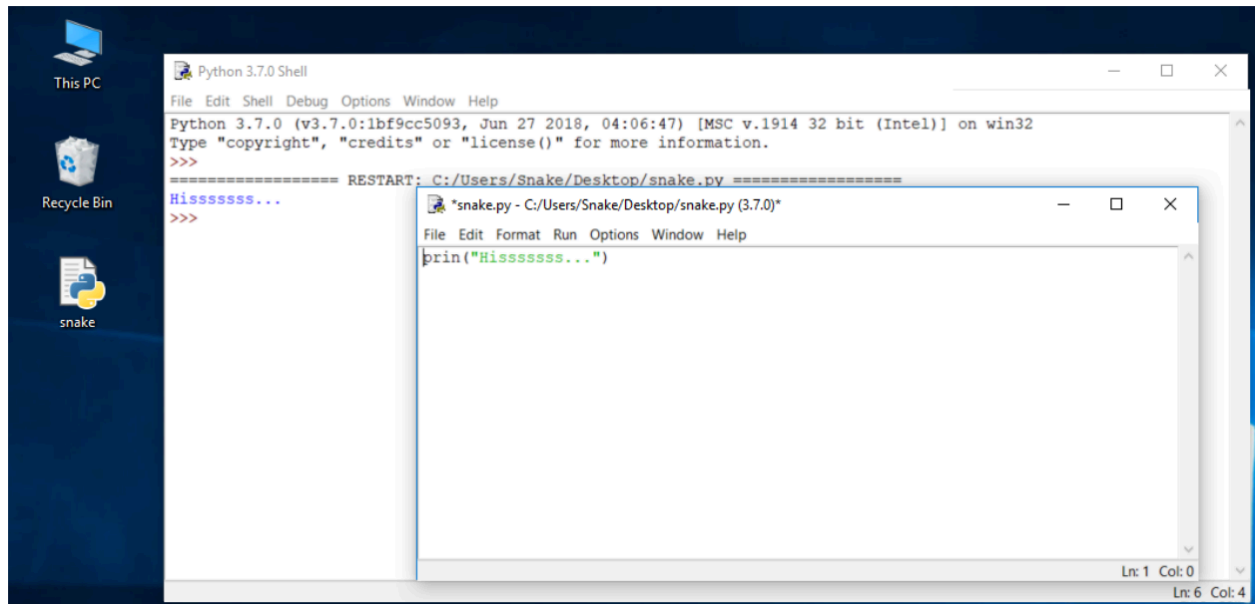 This PC
Recycle Bin
snake
Python 3.7.0 Shell
File Edit Shell Debug Options Window Help
Python 3.7.0 (v3.7.0:1bf9cc5093, Jun 27 2018, 04:06:47) [MSC v.1914 32 bit (Intel)] on win32
Type "copyright", "credits" or "license()" for more information.
>>>
================== RESTART: C:/Users/Snake/Desktop/snake.py ==================
Hisssssss...
>>>
*snake.py - C:/Users/Snake/Desktop/snake.py (3.7.0)*
File Edit Format Run Options Window Help
prin("Hisssssss...")
Ln: 1 Col: 0
Ln: 6 Col: 4